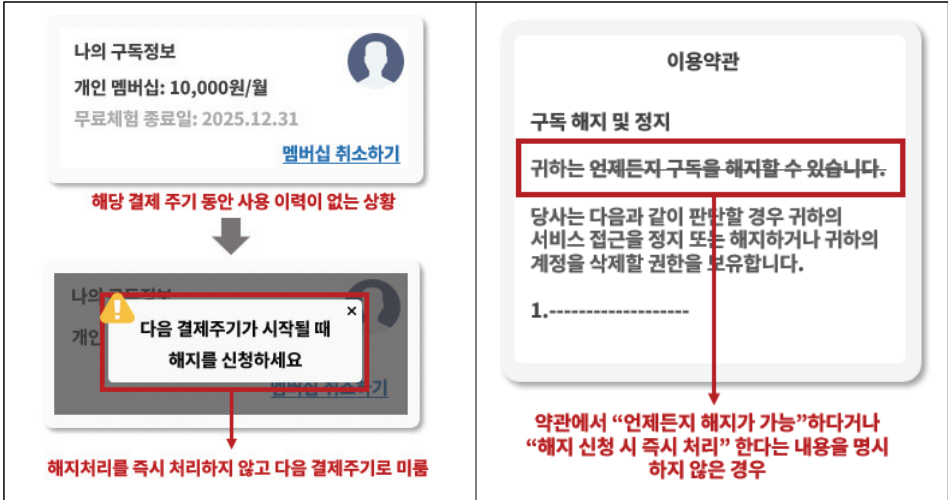 나의 구독정보
개인 멤버십: 10,000원/월
무료체험 종료일: 2025.12.31
멤버십 취소하기
해당 결제 주기 동안 사용 이력이 없는 상황
나의 구독정보
개인
다음 결제주기가 시작될 때
해지를 신청하세요
멤버십 취소하기
해지처리를 즉시 처리하지 않고 다음 결제주기로 미룸
이용약관
구독 해지 및 정지
귀하는 언제든지 구독을 해지할 수 있습니다.
당사는 다음과 같이 판단할 경우 귀하의
서비스 접근을 정지 또는 해지하거나 귀하의
계정을 삭제할 권한을 보유합니다.
1.-------------------
약관에서 “언제든지 해지가 가능”하다거나
“해지 신청 시 즉시 처리” 한다는 내용을 명시
하지 않은 경우